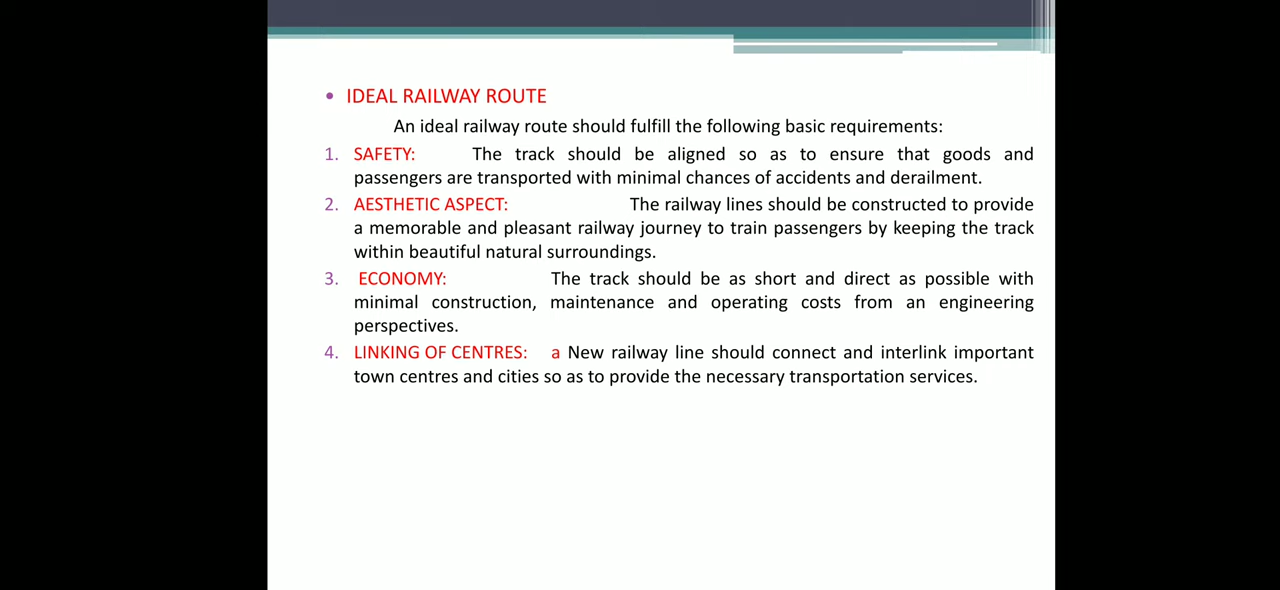 • IDEAL RAILWAY ROUTE
An ideal railway route should fulfill the following basic requirements:
1. SAFETY: The track should be aligned so as to ensure that goods and
passengers are transported with minimal chances of accidents and derailment.
2. AESTHETIC ASPECT: The railway lines should be constructed to provide
a memorable and pleasant railway journey to train passengers by keeping the track
within beautiful natural surroundings.
3. ECONOMY: The track should be as short and direct as possible with
minimal construction, maintenance and operating costs from an engineering
perspectives.
4. LINKING OF CENTRES: a New railway line should connect and interlink important
town centres and cities so as to provide the necessary transportation services.